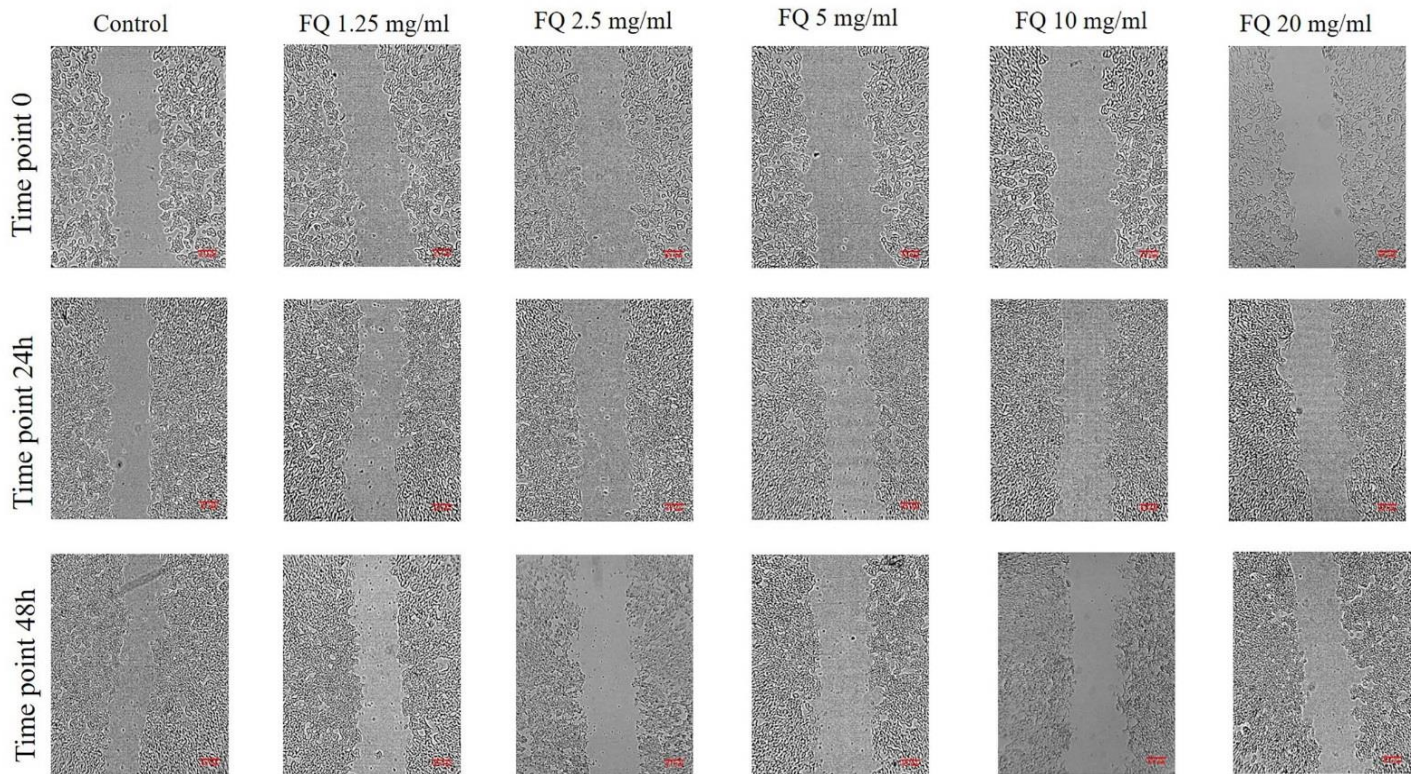 Control FQ 1.25 mg/ml FQ 2.5 mg/ml FQ 5 mg/ml FQ 10 mg/ml FQ 20 mg/ml
Time point 0
Time point 24h
Time point 48h